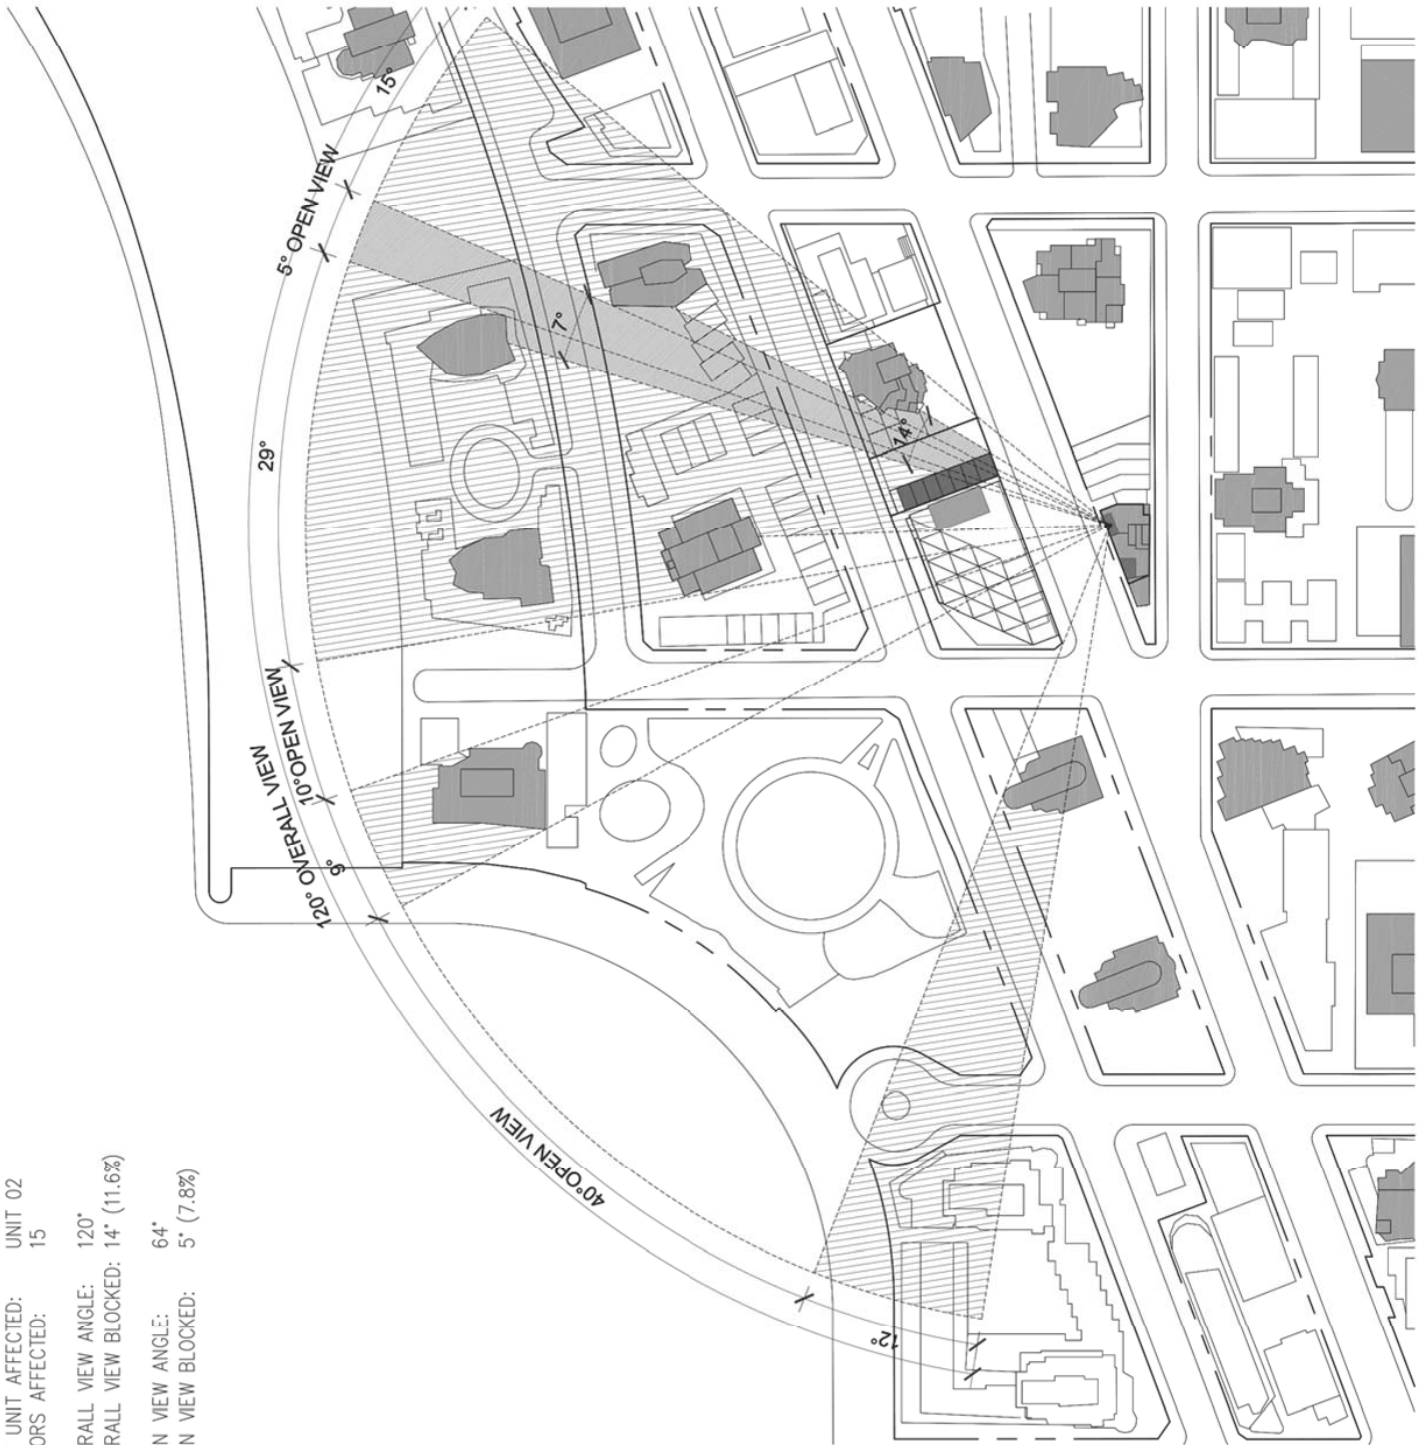 15°
5° OPEN VIEW
7°
29°
14°
10°OPEN VIEW
120° OVERALL VIEW
9°
40°OPEN VIEW
12°
UNIT AFFECTED: UNIT 02
ORS AFFECTED: 15
RALL VIEW ANGLE: 120°
RALL VIEW BLOCKED: 14° (11.6%)
N VIEW ANGLE: 64°
N VIEW BLOCKED: 5° (7.8%)